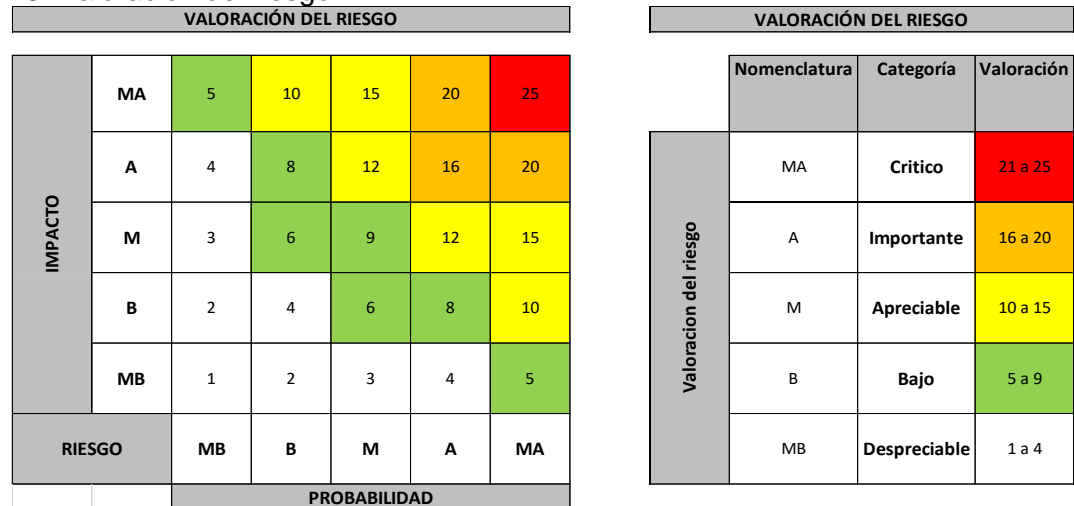 VALORACIÓN DEL RIESGO
IMPACTO
MA 5 10 15 20 25
A 4 8 12 16 20
M 3 6 9 12 15
B 2 4 6 8 10
MB 1 2 3 4 5
RIESGO MB B M A MA
PROBABILIDAD
VALORACIÓN DEL RIESGO
Nomenclatura Categoría Valoración
Valoracion del riesgo
MA Critico 21 a 25
A Importante 16 a 20
M Apreciable 10 a 15
B Bajo 5 a 9
MB Despreciable 1 a 4